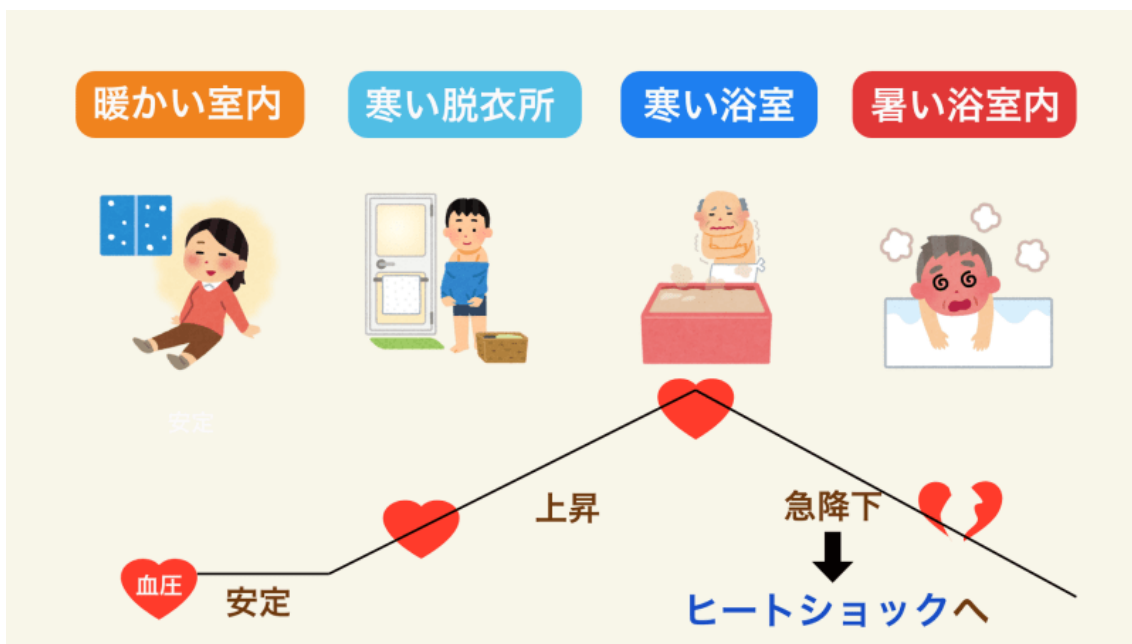 暖かい室内
寒い脱衣所
寒い浴室
暑い浴室内
安定
上昇
急降下
血圧
安定
ヒートショックへ